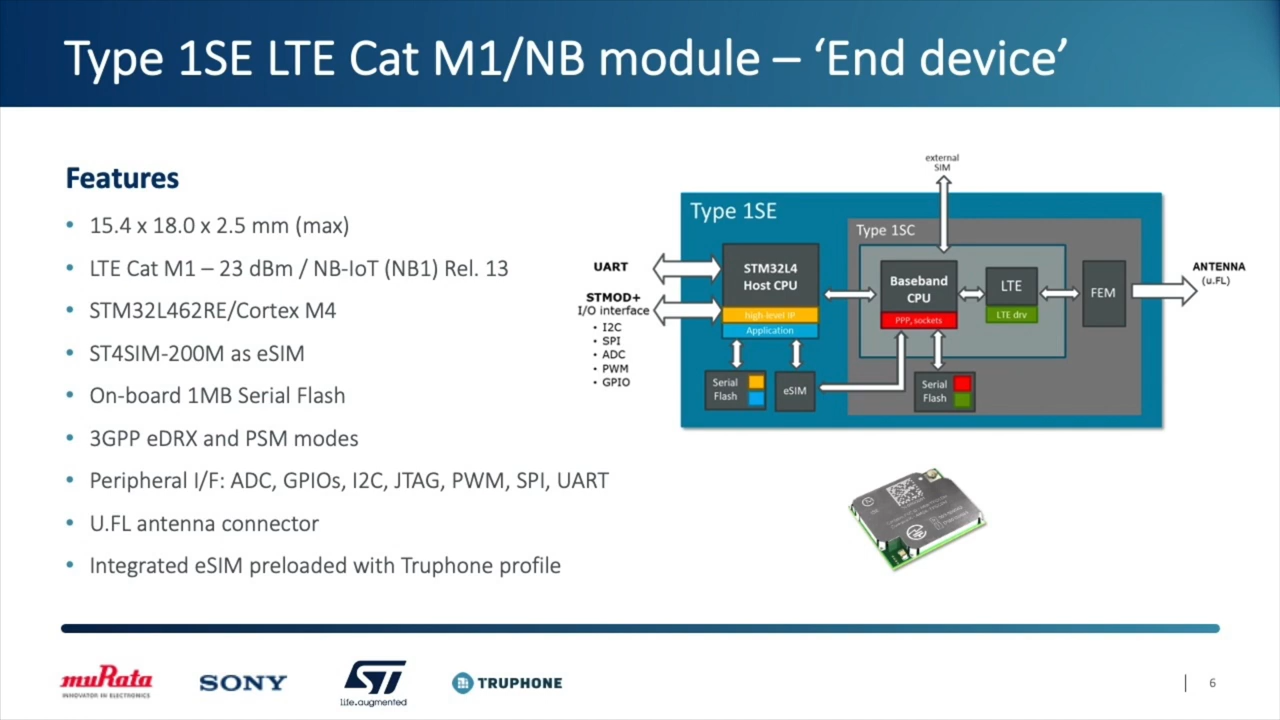 Type 1SE LTE Cat M1/NB module – ‘End device’
Features
• 15.4 x 18.0 x 2.5 mm (max)
• LTE Cat M1 – 23 dBm / NB-IoT (NB1) Rel. 13
• STM32L462RE/Cortex M4
• ST4SIM-200M as eSIM
• On-board 1MB Serial Flash
• 3GPP eDRX and PSM modes
• Peripheral I/F: ADC, GPIOs, I2C, JTAG, PWM, SPI, UART
• U.FL antenna connector
• Integrated eSIM preloaded with Truphone profile
external
SIM
Type 1SE
Type 1SC
UART
STMOD+
I/O interface
• I2C
• SPI
• ADC
• PWM
• GPIO
STM32L4
Host CPU
high-level IP
Application
Serial
Flash
eSIM
Baseband
CPU
PPP, sockets
LTE
LTE drv
Serial
Flash
FEM
ANTENNA
(u.FL)
muRata
INNOVATOR IN ELECTRONICS
SONY
ST
life.augmented
TRUPHONE
6